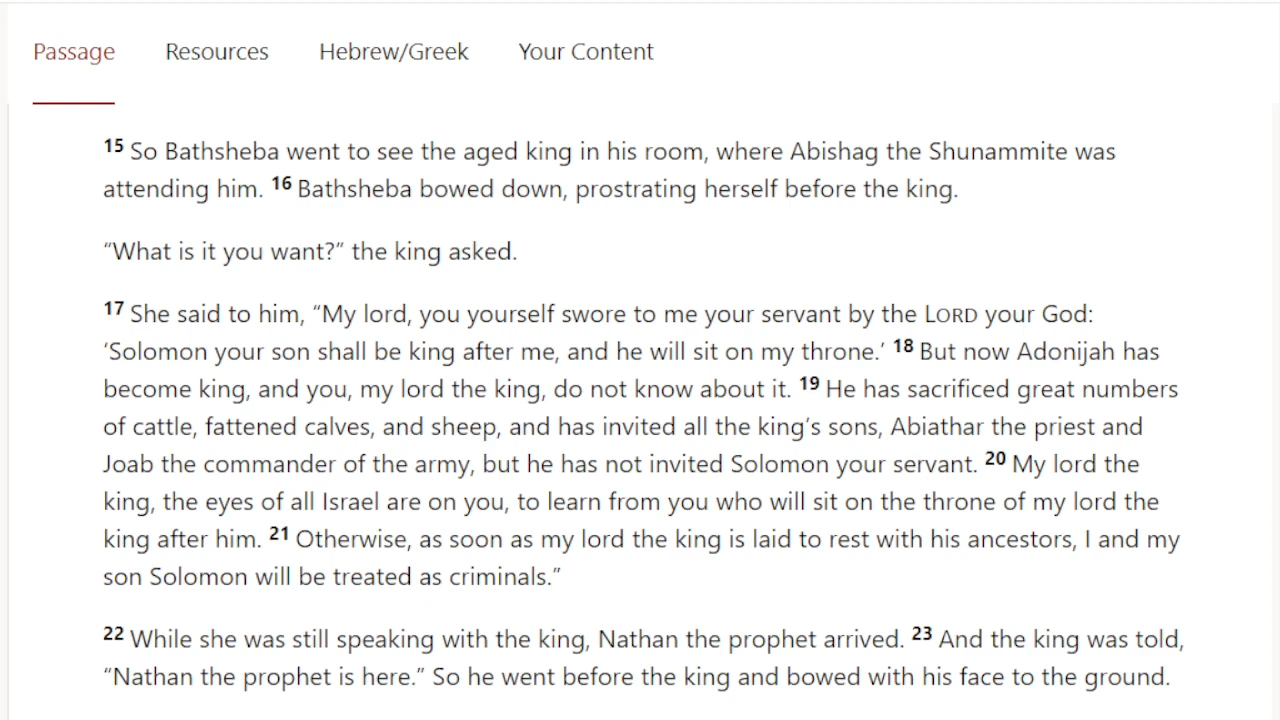 Passage Resources Hebrew/Greek Your Content
15 So Bathsheba went to see the aged king in his room, where Abishag the Shunammite was
attending him. 16 Bathsheba bowed down, prostrating herself before the king.
“What is it you want?” the king asked.
17 She said to him, “My lord, you yourself swore to me your servant by the LORD your God:
‘Solomon your son shall be king after me, and he will sit on my throne.’ 18 But now Adonijah has
become king, and you, my lord the king, do not know about it. 19 He has sacrificed great numbers
of cattle, fattened calves, and sheep, and has invited all the king’s sons, Abiathar the priest and
Joab the commander of the army, but he has not invited Solomon your servant. 20 My lord the
king, the eyes of all Israel are on you, to learn from you who will sit on the throne of my lord the
king after him. 21 Otherwise, as soon as my lord the king is laid to rest with his ancestors, I and my
son Solomon will be treated as criminals.”
22 While she was still speaking with the king, Nathan the prophet arrived. 23 And the king was told,
“Nathan the prophet is here.” So he went before the king and bowed with his face to the ground.